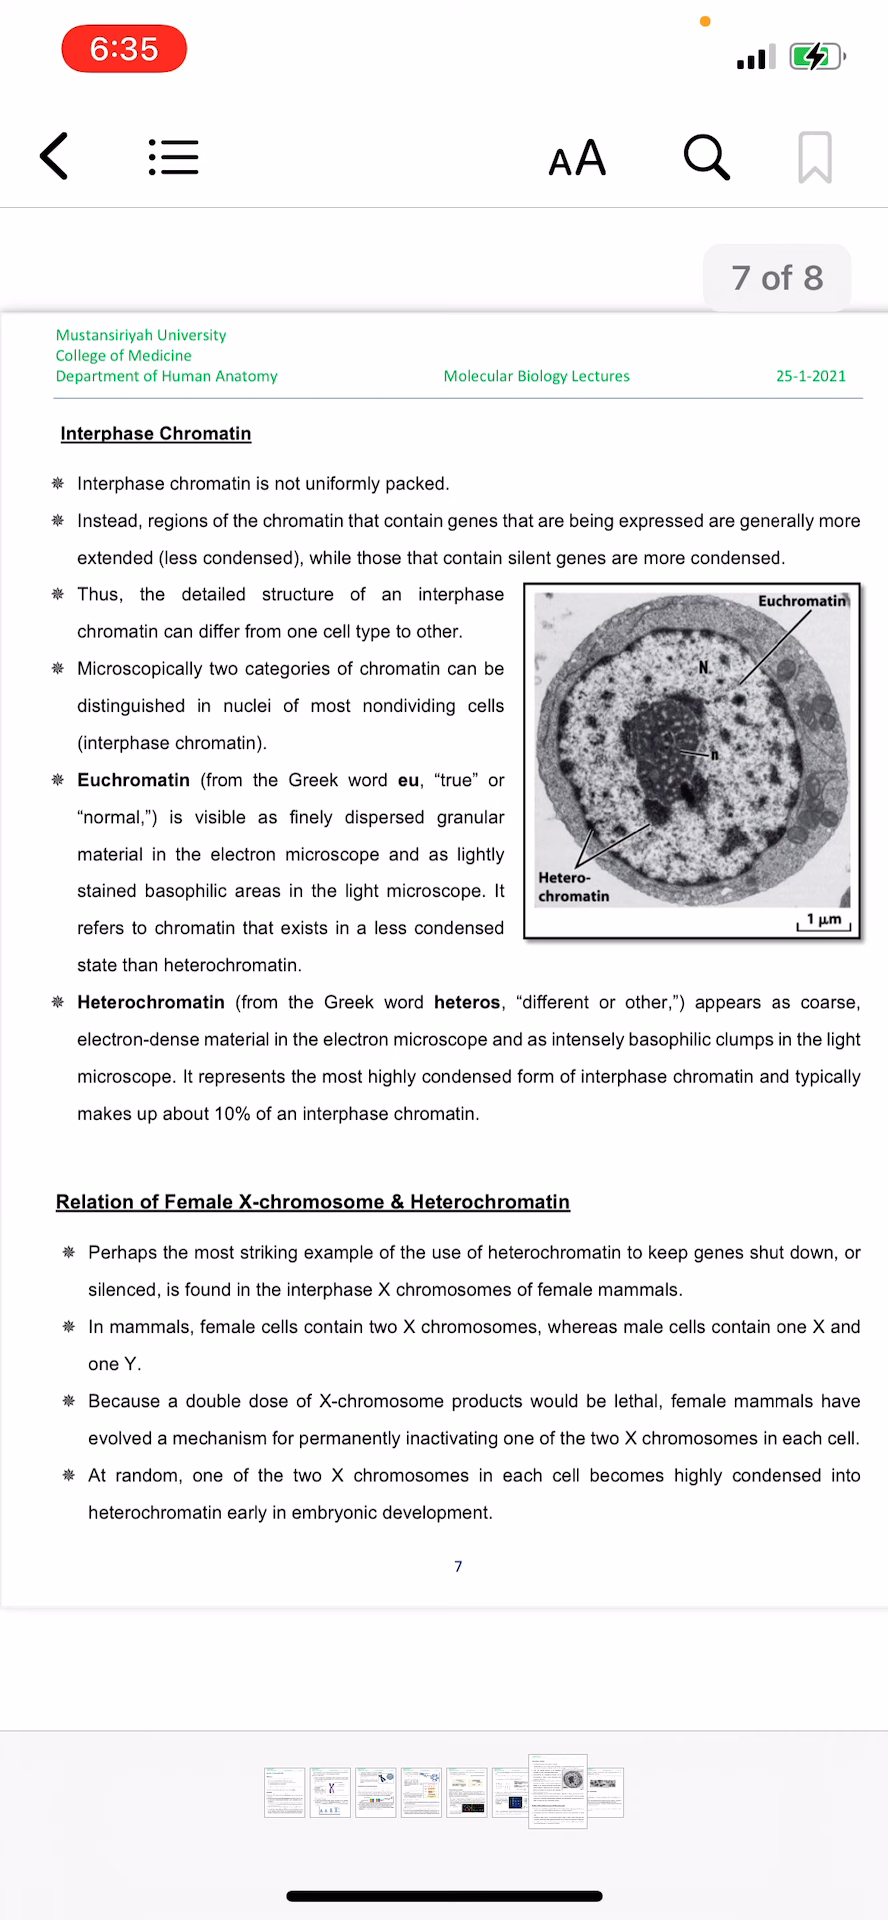 6:35
AA
7 of 8
Mustansiriyah University
College of Medicine
Department of Human Anatomy Molecular Biology Lectures 25-1-2021
Interphase Chromatin
Interphase chromatin is not uniformly packed.
Instead, regions of the chromatin that contain genes that are being expressed are generally more
extended (less condensed), while those that contain silent genes are more condensed.
Thus, the detailed structure of an interphase
chromatin can differ from one cell type to other.
Microscopically two categories of chromatin can be
distinguished in nuclei of most nondividing cells
(interphase chromatin).
Euchromatin (from the Greek word eu, “true” or
“normal,”) is visible as finely dispersed granular
material in the electron microscope and as lightly
stained basophilic areas in the light microscope. It
refers to chromatin that exists in a less condensed
state than heterochromatin.
Euchromatin
N
n
Hetero-
chromatin
1 µm
Heterochromatin (from the Greek word heteros, “different or other,”) appears as coarse,
electron-dense material in the electron microscope and as intensely basophilic clumps in the light
microscope. It represents the most highly condensed form of interphase chromatin and typically
makes up about 10% of an interphase chromatin.
Relation of Female X-chromosome & Heterochromatin
Perhaps the most striking example of the use of heterochromatin to keep genes shut down, or
silenced, is found in the interphase X chromosomes of female mammals.
In mammals, female cells contain two X chromosomes, whereas male cells contain one X and
one Y.
Because a double dose of X-chromosome products would be lethal, female mammals have
evolved a mechanism for permanently inactivating one of the two X chromosomes in each cell.
At random, one of the two X chromosomes in each cell becomes highly condensed into
heterochromatin early in embryonic development.
7